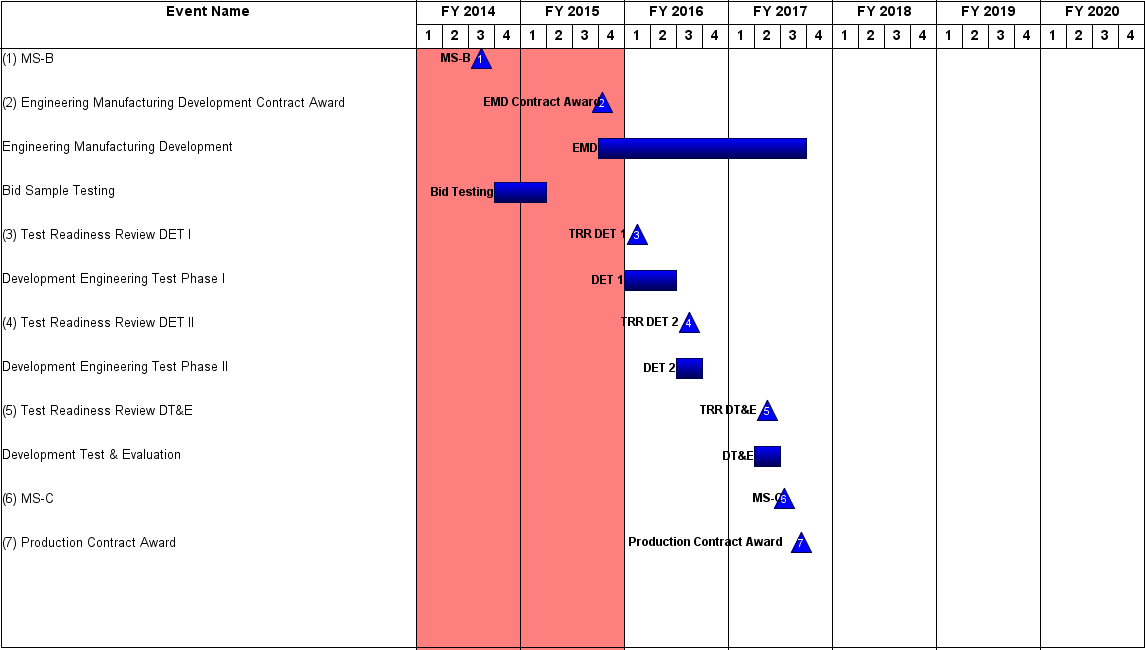 Event Name FY 2014 FY 2015 FY 2016 FY 2017 FY 2018 FY 2019 FY 2020
1 2 3 4 1 2 3 4 1 2 3 4 1 2 3 4 1 2 3 4 1 2 3 4 1 2 3 4
(1) MS-B MS-B 1
(2) Engineering Manufacturing Development Contract Award EMD Contract Award 2
Engineering Manufacturing Development EMD
Bid Sample Testing Bid Testing
(3) Test Readiness Review DET I TRR DET 1 3
Development Engineering Test Phase I DET 1
(4) Test Readiness Review DET II TRR DET 2 4
Development Engineering Test Phase II DET 2
(5) Test Readiness Review DT&E TRR DT&E 5
Development Test & Evaluation DT&E
(6) MS-C MS-C 6
(7) Production Contract Award Production Contract Award 7